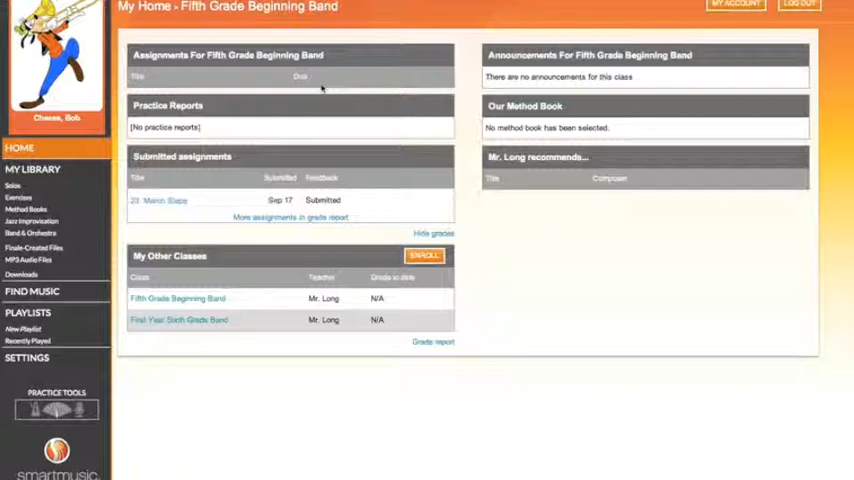 My Home - Fifth Grade Beginning Band
MY ACCOUNT
LOG OUT
Chass, Bob
HOME
MY LIBRARY
Solos
Exercises
Method Books
Jazz Improvisation
Band & Orchestra
Finale-Created Files
MP3 Audio Files
Downloads
FIND MUSIC
PLAYLISTS
New Playlist
Recently Played
SETTINGS
PRACTICE TOOLS
smartmusic.
Assignments For Fifth Grade Beginning Band
Title Due
Practice Reports
[No practice reports]
Submitted assignments
Title Submitted Feedback
23. March Steps Sep 17 Submitted
More assignments in grade report
Hide grades
My Other Classes ENROLL
Class Teacher Grade to date
Fifth Grade Beginning Band Mr. Long N/A
First Year Sixth Grade Band Mr. Long N/A
Grade report
Announcements For Fifth Grade Beginning Band
There are no announcements for this class
Our Method Book
No method book has been selected.
Mr. Long recommends...
Title Composer